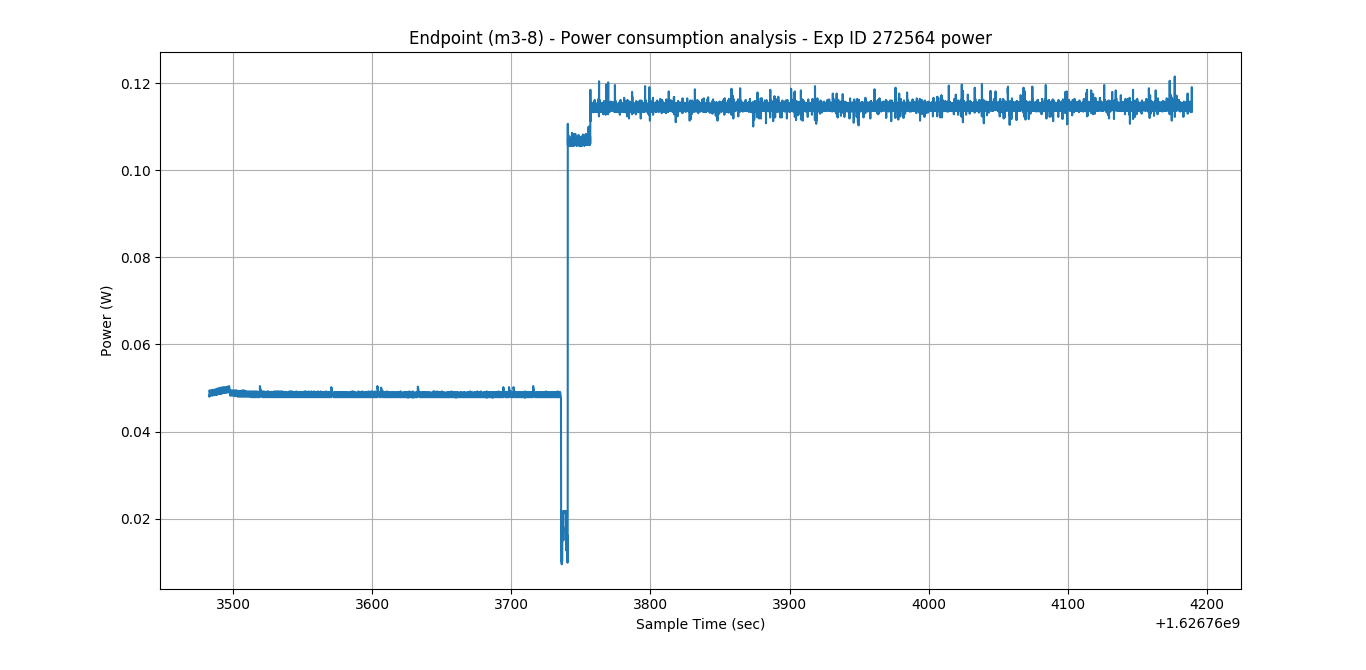 Endpoint (m3-8) - Power consumption analysis - Exp ID 272564 power
0.12
0.10
0.08
0.06
0.04
0.02
Power (W)
3500 3600 3700 3800 3900 4000 4100 4200
Sample Time (sec)
+1.62676e9